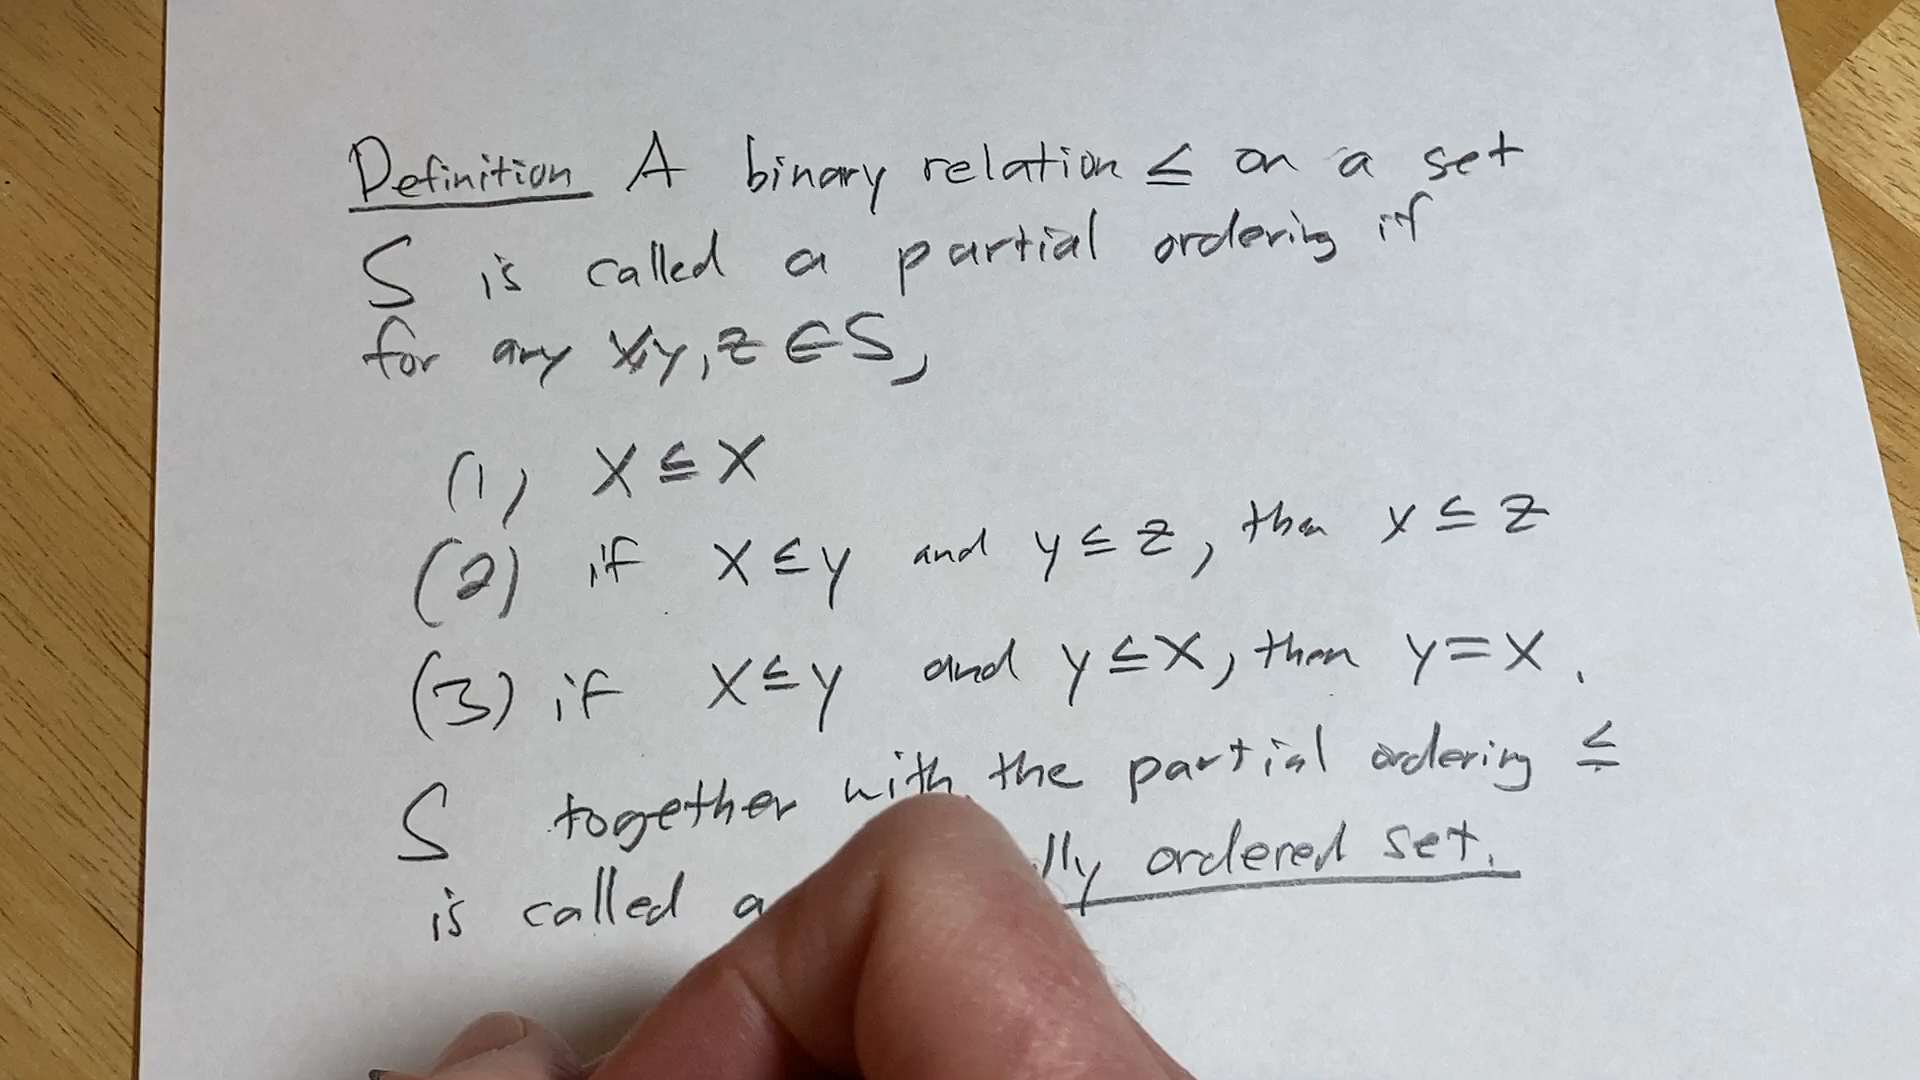 Definition A binary relation ≤ on a set
S is called a partial ordering if
for any x,y,z ∈ S,
(1) x ≤ x
(2) if x ≤ y and y ≤ z, then x ≤ z
(3) if x ≤ y and y ≤ x, then y = x.
S together with the partial ordering ≤
is called a lly ordered set.